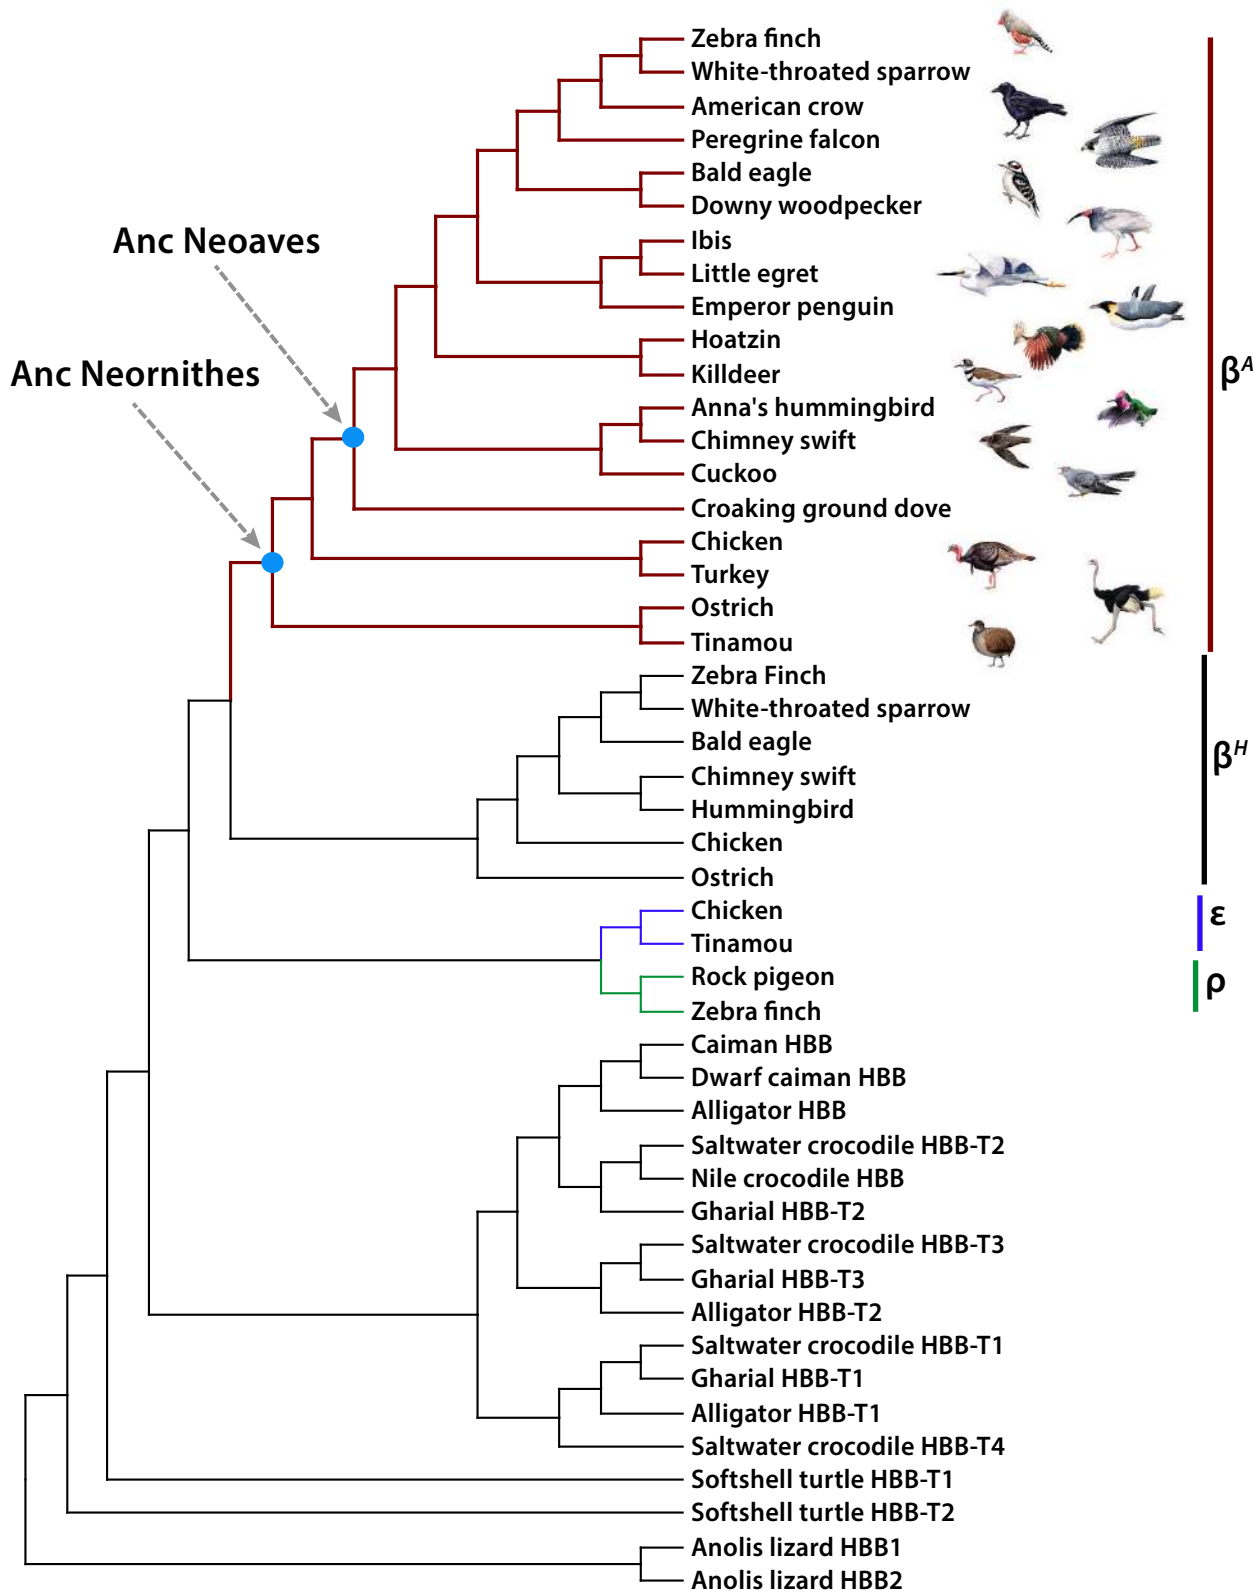 Zebra finch
White-throated sparrow
American crow
Peregrine falcon
Bald eagle
Downy woodpecker
Anc Neoaves
Ibis
Little egret
Emperor penguin
Hoatzin
Anc Neornithes
Killdeer
βA
Anna's hummingbird
Chimney swift
Cuckoo
Croaking ground dove
Chicken
Turkey
Ostrich
Tinamou
Zebra Finch
White-throated sparrow
Bald eagle
βH
Chimney swift
Hummingbird
Chicken
Ostrich
Chicken
ε
Tinamou
Rock pigeon
ρ
Zebra finch
Caiman HBB
Dwarf caiman HBB
Alligator HBB
Saltwater crocodile HBB-T2
Nile crocodile HBB
Gharial HBB-T2
Saltwater crocodile HBB-T3
Gharial HBB-T3
Alligator HBB-T2
Saltwater crocodile HBB-T1
Gharial HBB-T1
Alligator HBB-T1
Saltwater crocodile HBB-T4
Softshell turtle HBB-T1
Softshell turtle HBB-T2
Anolis lizard HBB1
Anolis lizard HBB2